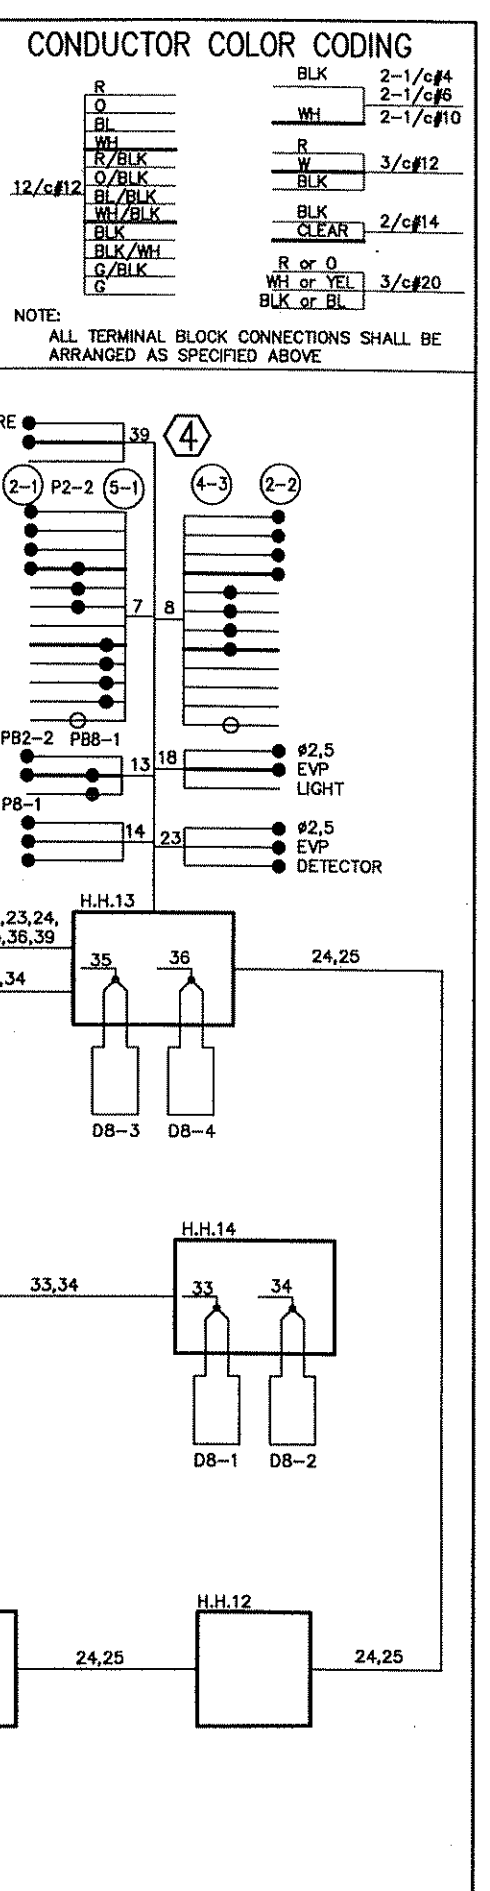 CONDUCTOR COLOR CODING
R
O
BL
WH
R/BLK
O/BLK
BL/BLK
WH/BLK
BLK
BLK/WH
G/BLK
G
12/c#12
BLK
WH
2-1/c#4
2-1/c#6
2-1/c#10
R
W
BLK
3/c#12
BLK
CLEAR
2/c#14
R or O
WH or YEL
BLK or BL
3/c#20
NOTE:
ALL TERMINAL BLOCK CONNECTIONS SHALL BE
ARRANGED AS SPECIFIED ABOVE
RE
39
4
2-1
P2-2
5-1
4-3
2-2
7
8
PB2-2
PB8-1
13
18
ø2,5
EVP
LIGHT
P8-1
14
23
ø2,5
EVP
DETECTOR
H.H.13
,23,24,
,36,39
,34
35
36
24,25
D8-3
D8-4
H.H.14
33,34
33
34
D8-1
D8-2
H.H.12
24,25
24,25